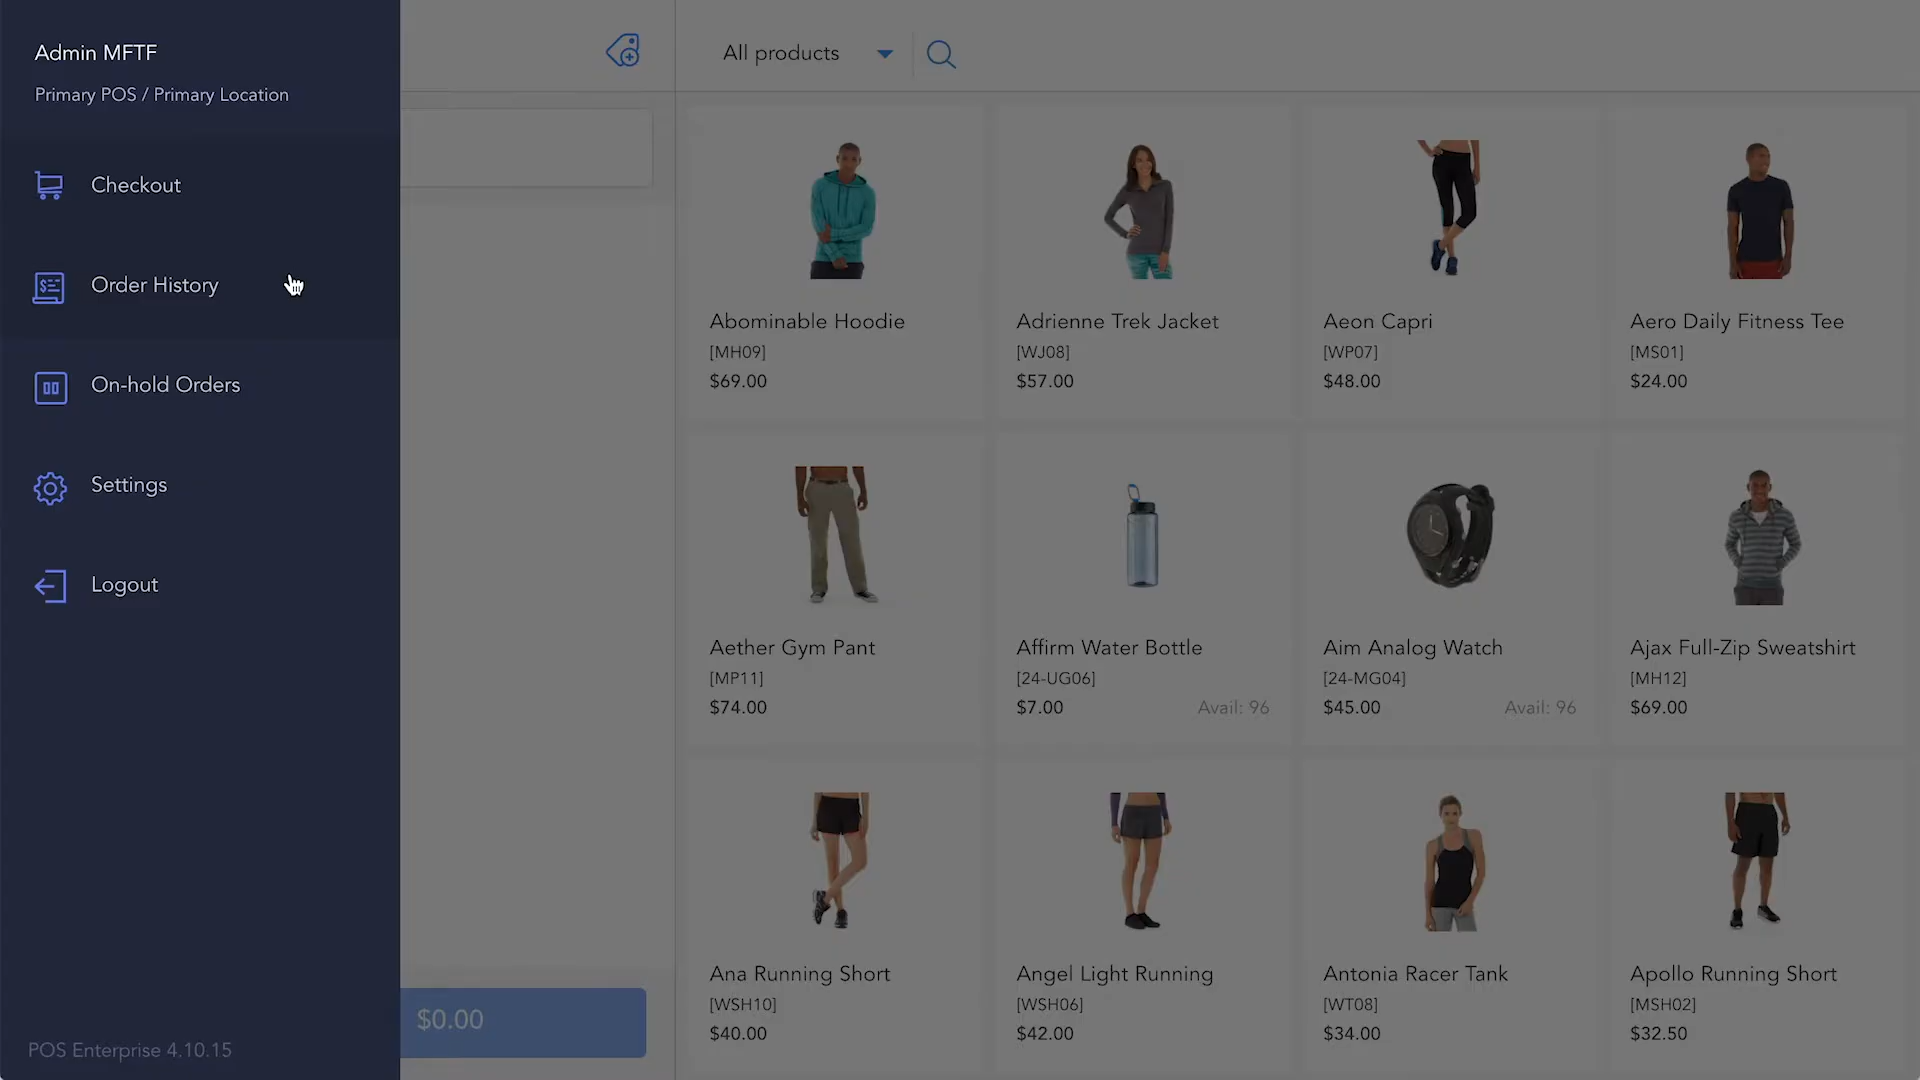 Admin MFTF
Primary POS / Primary Location
Checkout
Order History
On-hold Orders
Settings
Logout
POS Enterprise 4.10.15
$0.00
All products
Abominable Hoodie
[MH09]
$69.00
Adrienne Trek Jacket
[WJ08]
$57.00
Aeon Capri
[WP07]
$48.00
Aero Daily Fitness Tee
[MS01]
$24.00
Aether Gym Pant
[MP11]
$74.00
Affirm Water Bottle
[24-UG06]
$7.00 Avail: 96
Aim Analog Watch
[24-MG04]
$45.00 Avail: 96
Ajax Full-Zip Sweatshirt
[MH12]
$69.00
Ana Running Short
[WSH10]
$40.00
Angel Light Running
[WSH06]
$42.00
Antonia Racer Tank
[WT08]
$34.00
Apollo Running Short
[MSH02]
$32.50